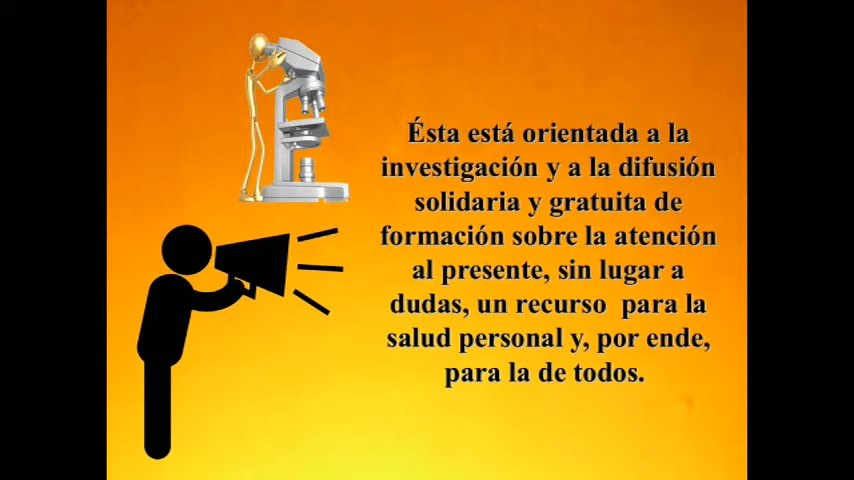 Ésta está orientada a la
investigación y a la difusión
solidaria y gratuita de
formación sobre la atención
al presente, sin lugar a
dudas, un recurso  para la
salud personal y, por ende,
para la de todos.